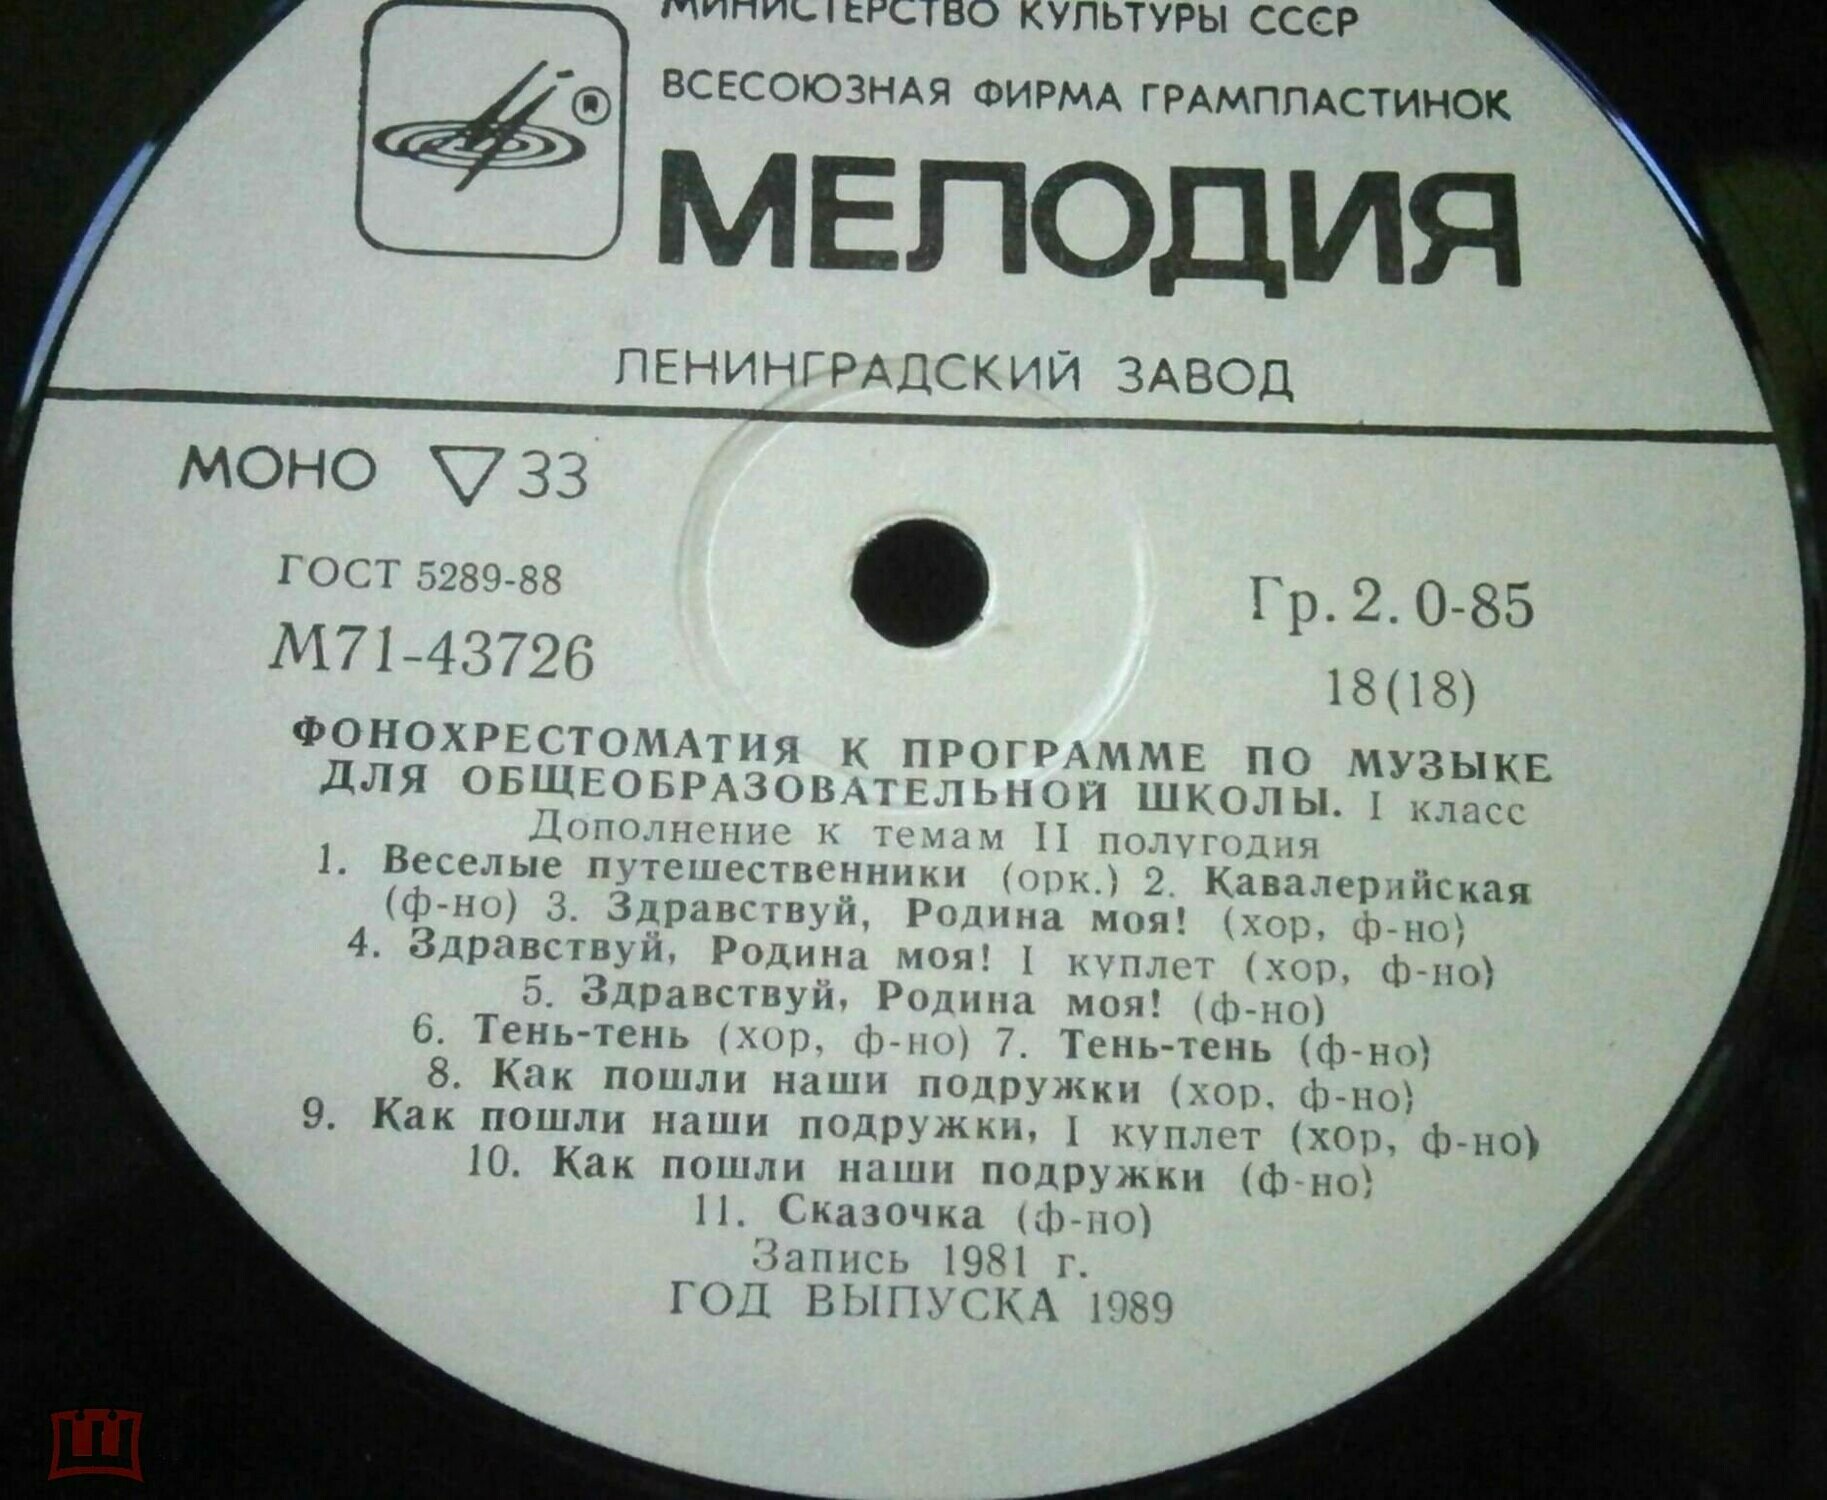 МИНИСТЕРСТВО КУЛЬТУРЫ СССР
ВСЕСОЮЗНАЯ ФИРМА ГРАМПЛАСТИНОК
®
МЕЛОДИЯ
ЛЕНИНГРАДСКИЙ ЗАВОД
МОНО ▽ 33
ГОСТ 5289-88
М71-43726
Гр. 2. 0-85
18(18)
ФОНОХРЕСТОМАТИЯ К ПРОГРАММЕ ПО МУЗЫКЕ
ДЛЯ ОБЩЕОБРАЗОВАТЕЛЬНОЙ ШКОЛЫ. I класс
Дополнение к темам II полугодия
1. Веселые путешественники (орк.) 2. Кавалерийская
(ф-но) 3. Здравствуй, Родина моя! (хор, ф-но)
4. Здравствуй, Родина моя! I куплет (хор, ф-но)
5. Здравствуй, Родина моя! (ф-но)
6. Тень-тень (хор, ф-но) 7. Тень-тень (ф-но)
8. Как пошли наши подружки (хор, ф-но)
9. Как пошли наши подружки, I куплет (хор, ф-но)
10. Как пошли наши подружки (ф-но)
11. Сказочка (ф-но)
Запись 1981 г.
ГОД ВЫПУСКА 1989